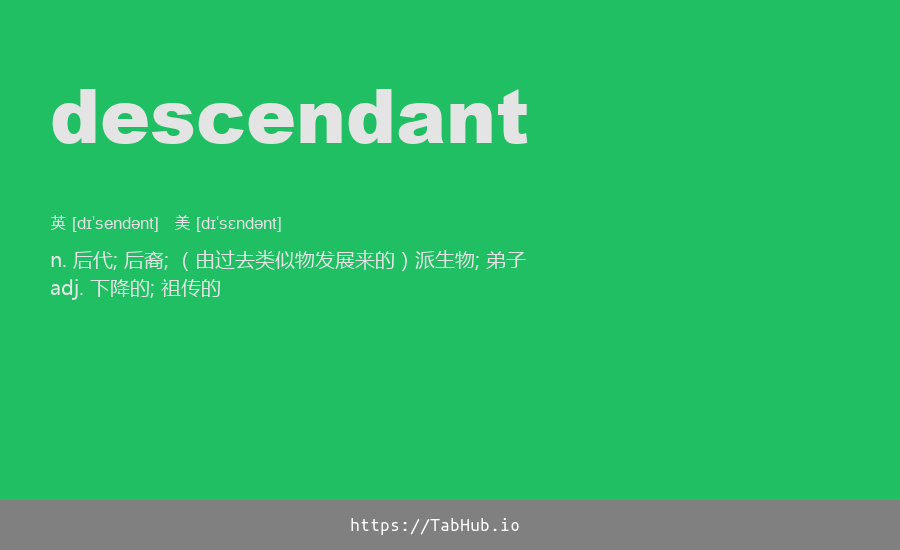 descendant
英 [dɪˈsendənt] 美 [dɪˈsɛndənt]
n. 后代; 后裔; （由过去类似物发展来的）派生物; 弟子
adj. 下降的; 祖传的
https://TabHub.io